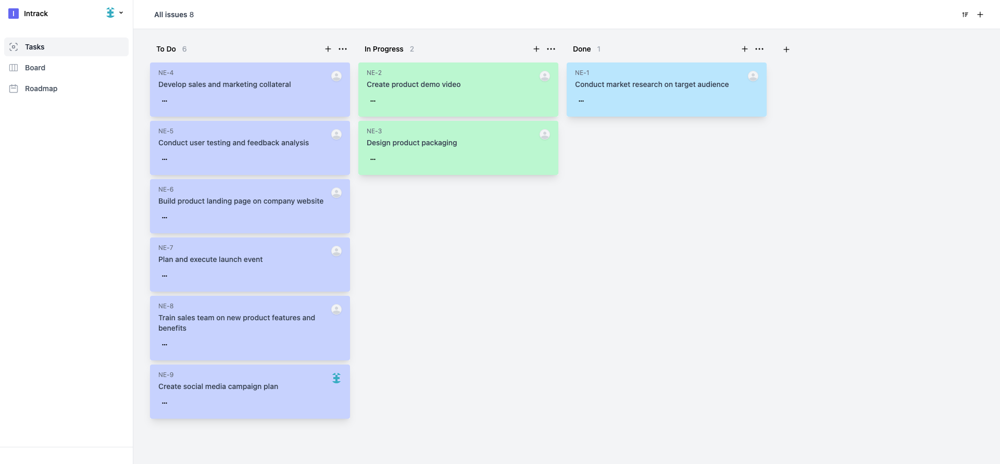 I Intrack
Tasks
Board
Roadmap
All issues 8
To Do 6
NE-4
Develop sales and marketing collateral
...
NE-5
Conduct user testing and feedback analysis
...
NE-6
Build product landing page on company website
...
NE-7
Plan and execute launch event
...
NE-8
Train sales team on new product features and
benefits
...
NE-9
Create social media campaign plan
...
In Progress 2
NE-2
Create product demo video
...
NE-3
Design product packaging
...
Done 1
NE-1
Conduct market research on target audience
...